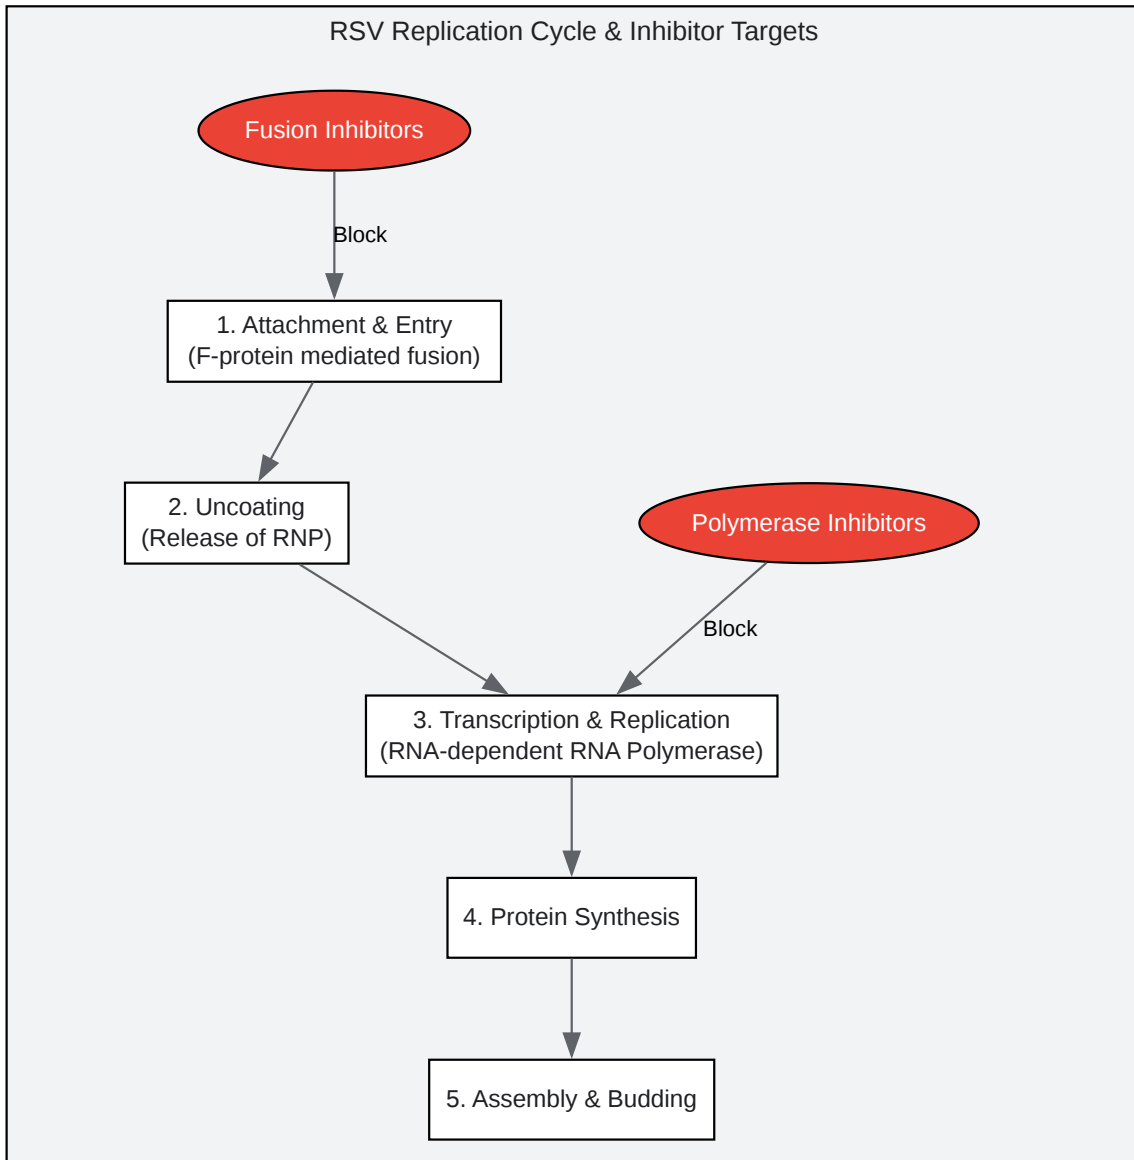 RSV Replication Cycle & Inhibitor Targets
Fusion Inhibitors
Block
1. Attachment & Entry
(F-protein mediated fusion)
2. Uncoating
(Release of RNP)
Polymerase Inhibitors
Block
3. Transcription & Replication
(RNA-dependent RNA Polymerase)
4. Protein Synthesis
5. Assembly & Budding